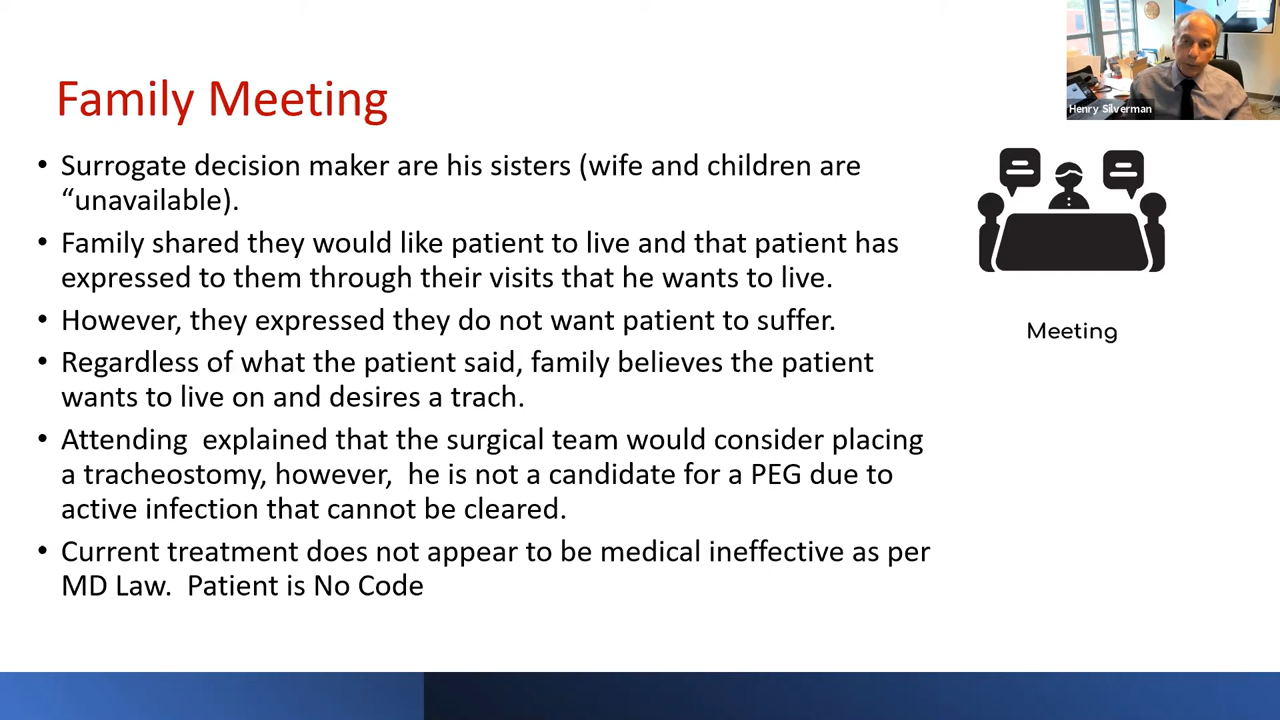 Family Meeting
• Surrogate decision maker are his sisters (wife and children are
“unavailable).
• Family shared they would like patient to live and that patient has
expressed to them through their visits that he wants to live.
• However, they expressed they do not want patient to suffer.
• Regardless of what the patient said, family believes the patient
wants to live on and desires a trach.
• Attending  explained that the surgical team would consider placing
a tracheostomy, however,  he is not a candidate for a PEG due to
active infection that cannot be cleared.
• Current treatment does not appear to be medical ineffective as per
MD Law.  Patient is No Code
Henry Silverman
Meeting